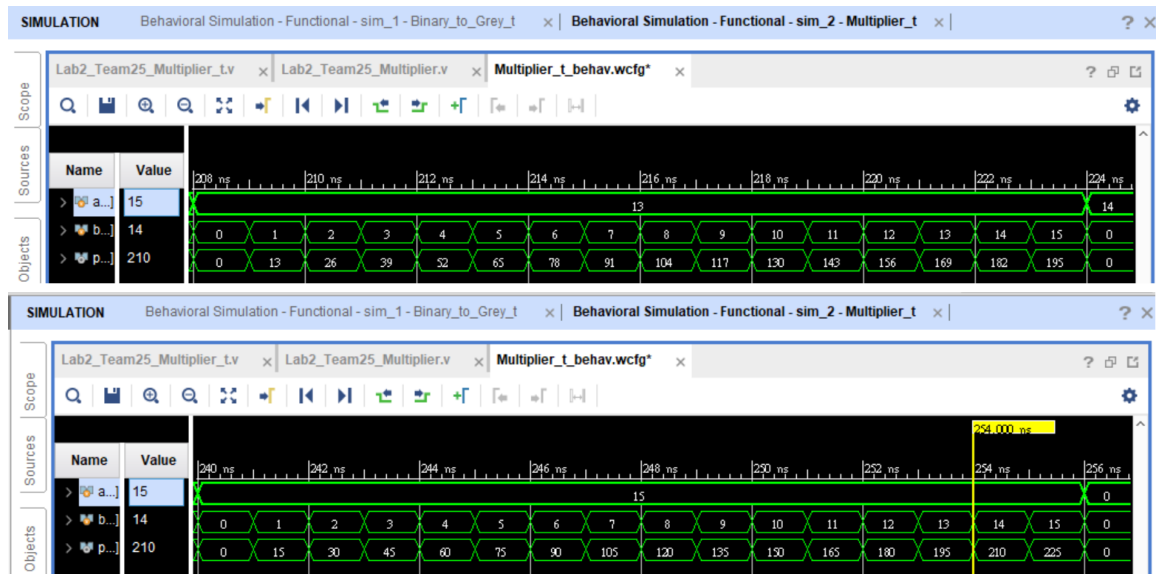 SIMULATION Behavioral Simulation - Functional - sim_1 - Binary_to_Grey_t × Behavioral Simulation - Functional - sim_2 - Multiplier_t × ? ×
Lab2_Team25_Multiplier_t.v × Lab2_Team25_Multiplier.v × Multiplier_t_behav.wcfg* × ?
Scope
Sources
Objects
Name Value 208 ns 210 ns 212 ns 214 ns 216 ns 218 ns 220 ns 222 ns 224 ns
> a...] 15 13 14
> b...] 14 0 1 2 3 4 5 6 7 8 9 10 11 12 13 14 15 0
> p...] 210 0 13 26 39 52 65 78 91 104 117 130 143 156 169 182 195 0
SIMULATION Behavioral Simulation - Functional - sim_1 - Binary_to_Grey_t × Behavioral Simulation - Functional - sim_2 - Multiplier_t × ? ×
Lab2_Team25_Multiplier_t.v × Lab2_Team25_Multiplier.v × Multiplier_t_behav.wcfg* × ?
Scope
Sources
Objects
254.000 ns
Name Value 240 ns 242 ns 244 ns 246 ns 248 ns 250 ns 252 ns 254 ns 256 ns
> a...] 15 15 0
> b...] 14 0 1 2 3 4 5 6 7 8 9 10 11 12 13 14 15 0
> p...] 210 0 15 30 45 60 75 90 105 120 135 150 165 180 195 210 225 0